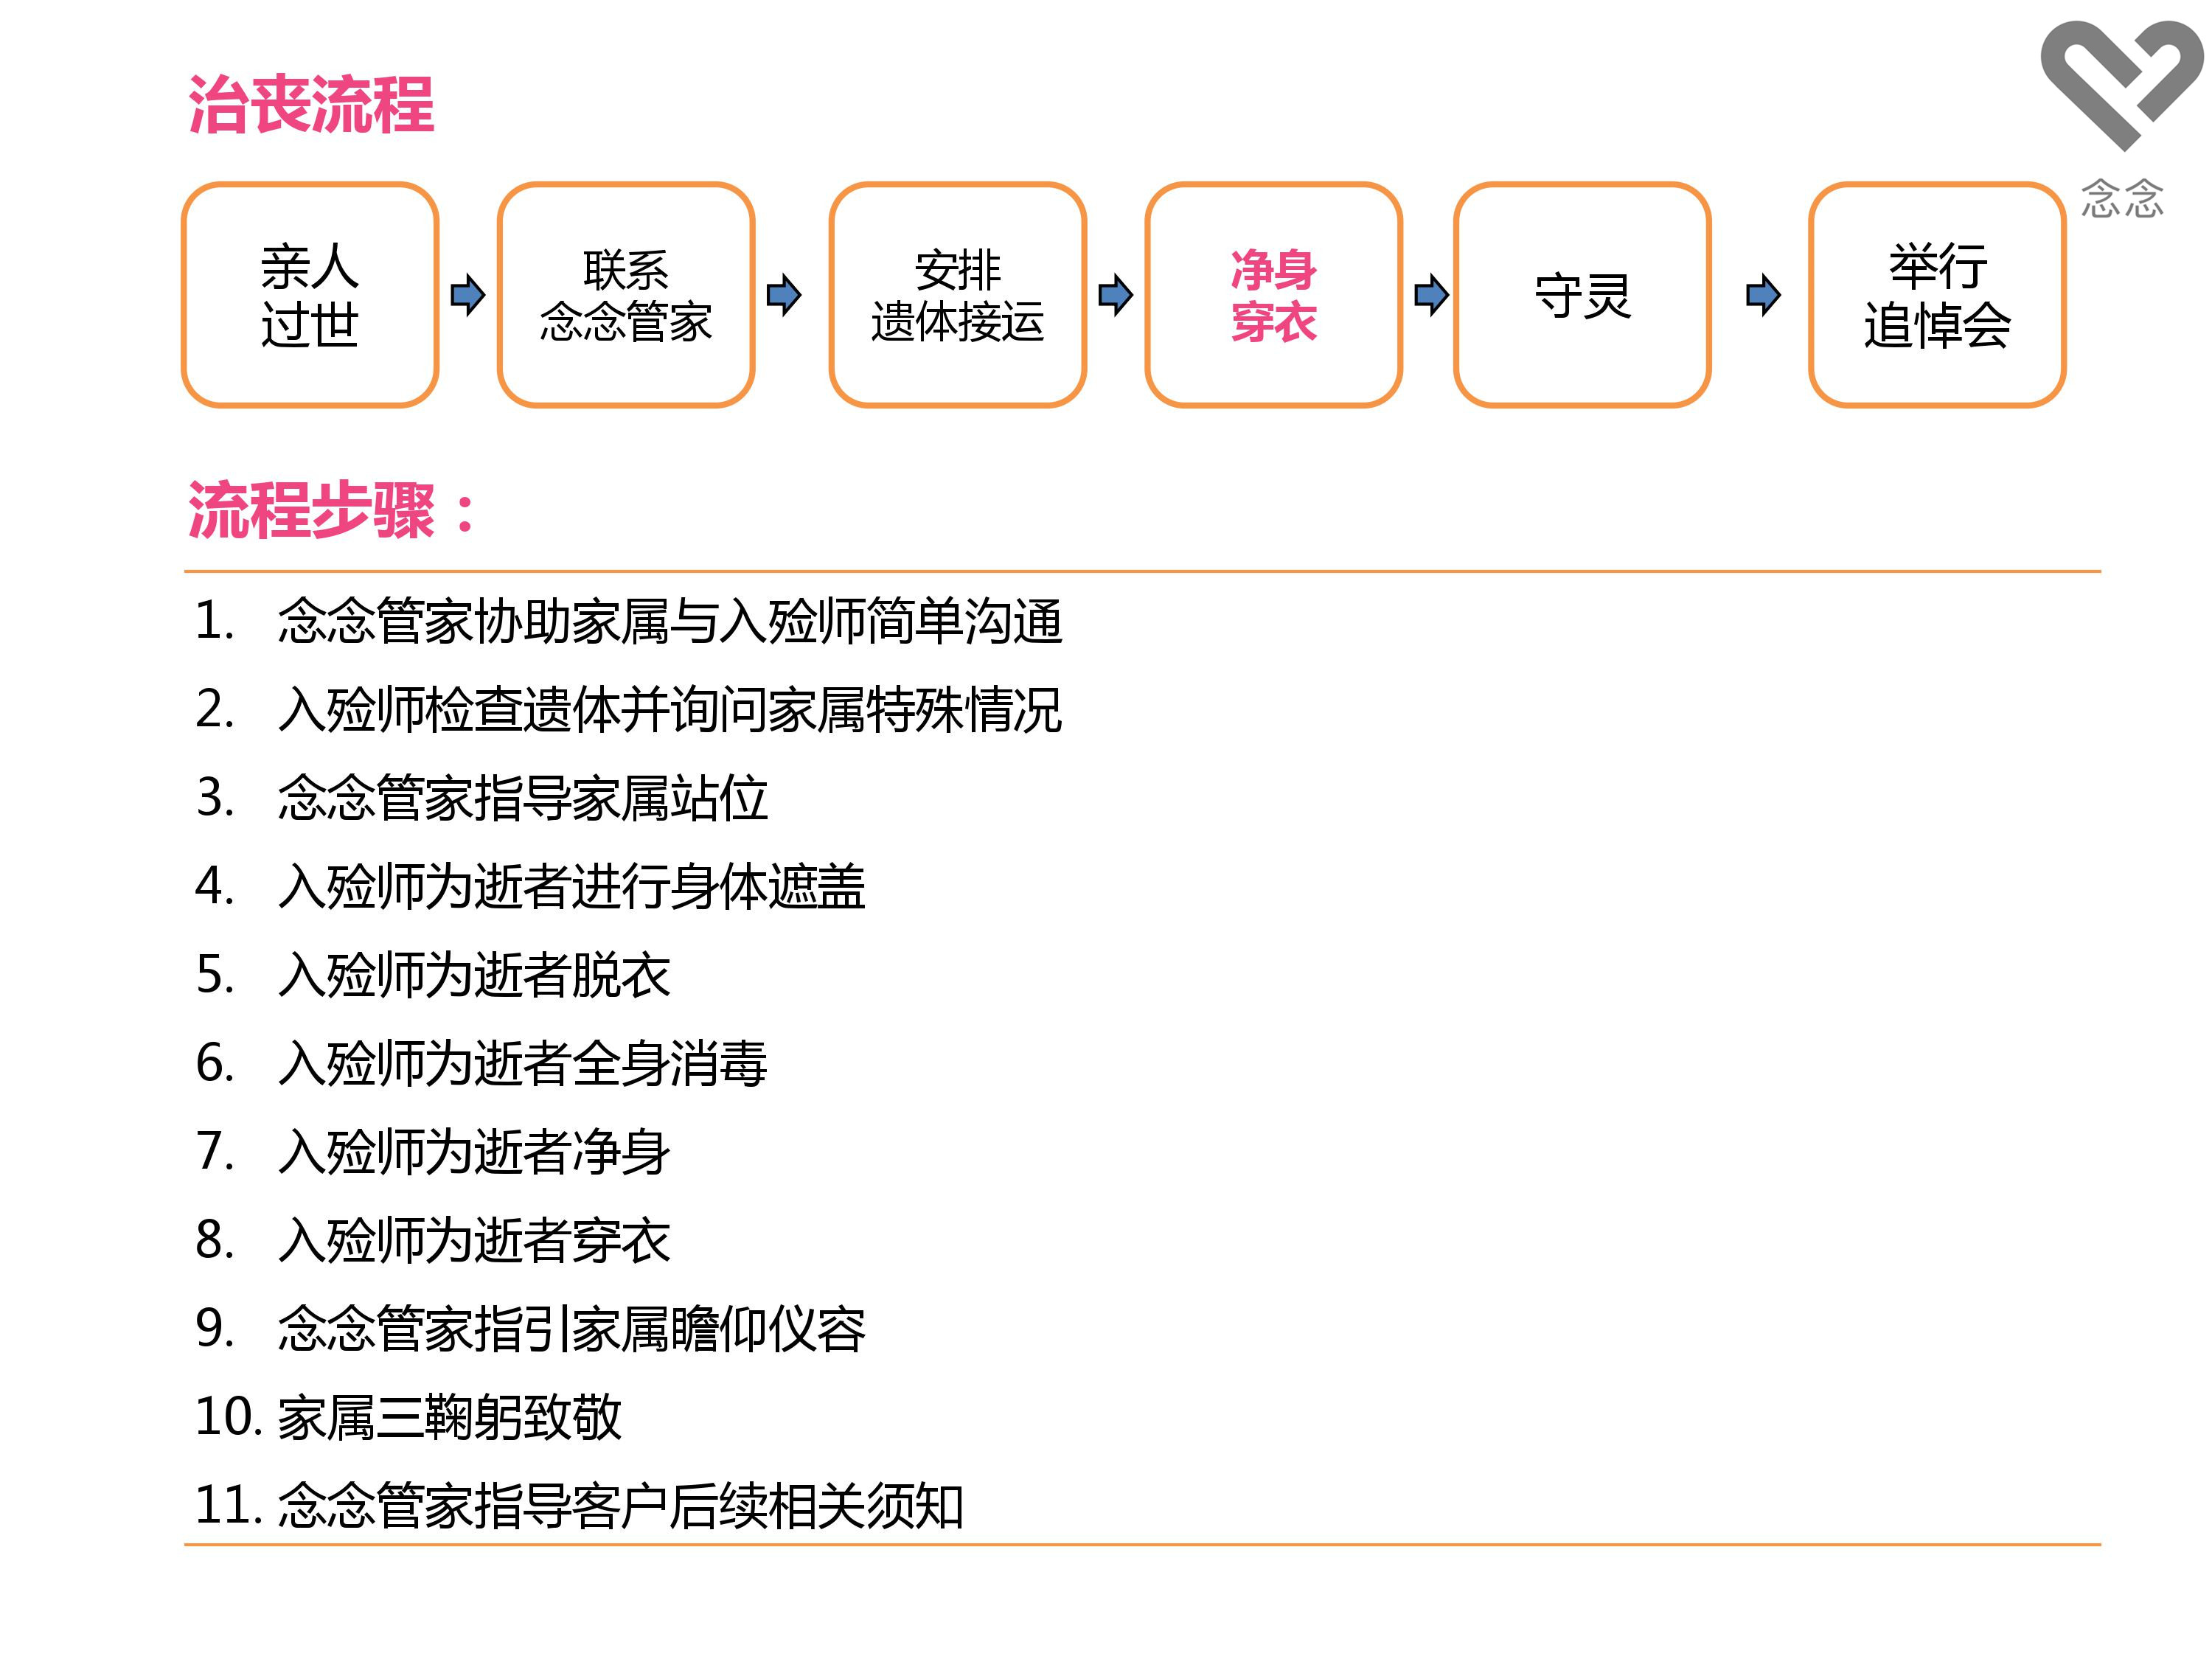 治丧流程
念念
亲人
过世
联系
念念管家
安排
遗体接运
净身
穿衣
守灵
举行
追悼会
流程步骤：
1. 念念管家协助家属与入殓师简单沟通
2. 入殓师检查遗体并询问家属特殊情况
3. 念念管家指导家属站位
4. 入殓师为逝者进行身体遮盖
5. 入殓师为逝者脱衣
6. 入殓师为逝者全身消毒
7. 入殓师为逝者净身
8. 入殓师为逝者穿衣
9. 念念管家指引家属瞻仰仪容
10. 家属三鞠躬致敬
11. 念念管家指导客户后续相关须知